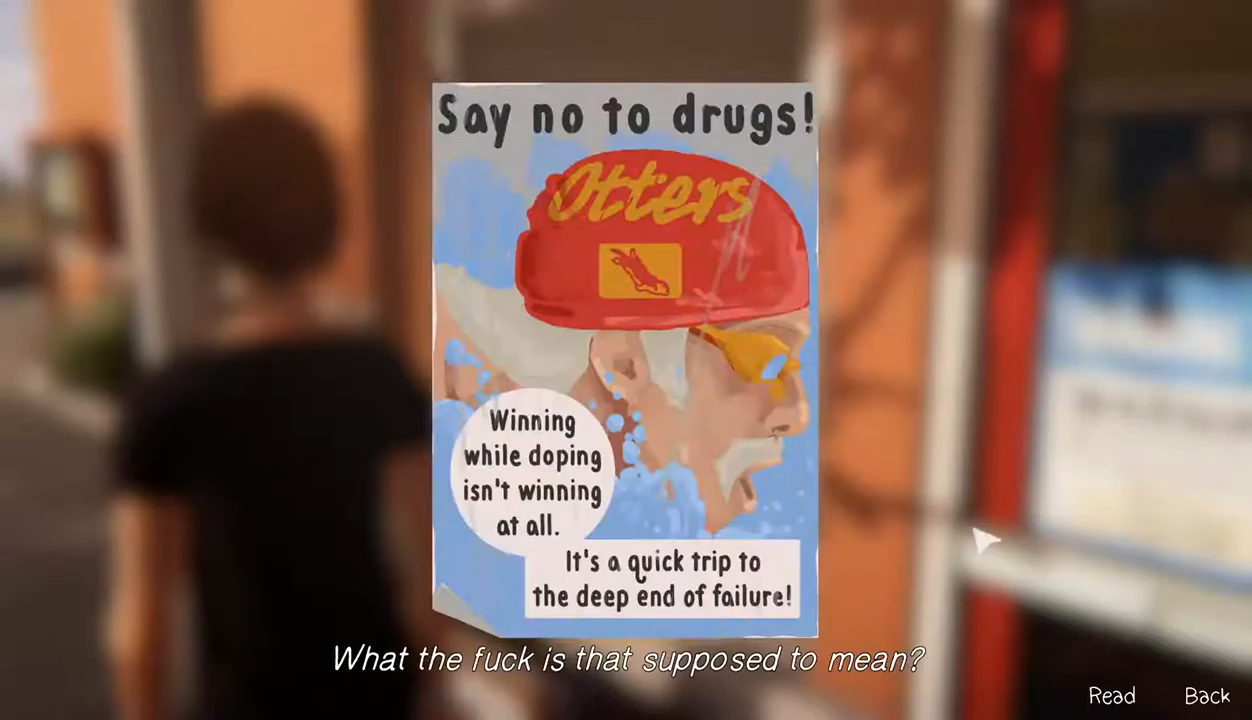 Say no to drugs!
Otters
Winning
while doping
isn't winning
at all.
It's a quick trip to
the deep end of failure!
What the fuck is that supposed to mean?
Read
Back